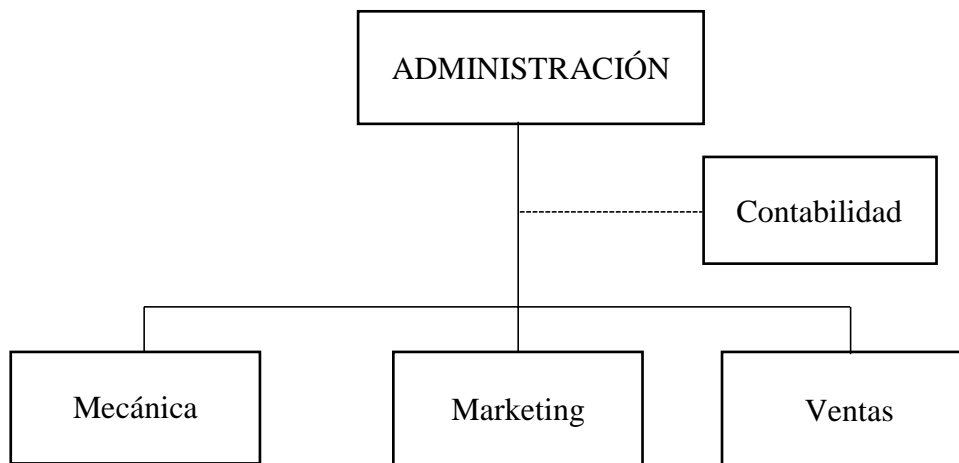 ADMINISTRACIÓN
Contabilidad
Mecánica
Marketing
Ventas